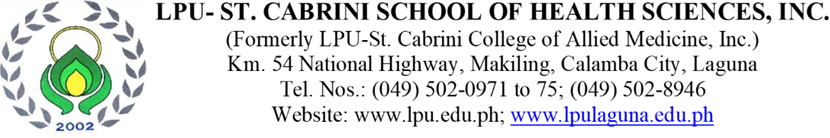 LPU- ST. CABRINI SCHOOL OF HEALTH SCIENCES, INC.
(Formerly LPU-St. Cabrini College of Allied Medicine, Inc.)
Km. 54 National Highway, Makiling, Calamba City, Laguna
Tel. Nos.: (049) 502-0971 to 75; (049) 502-8946
Website: www.lpu.edu.ph; www.lpulaguna.edu.ph
2002